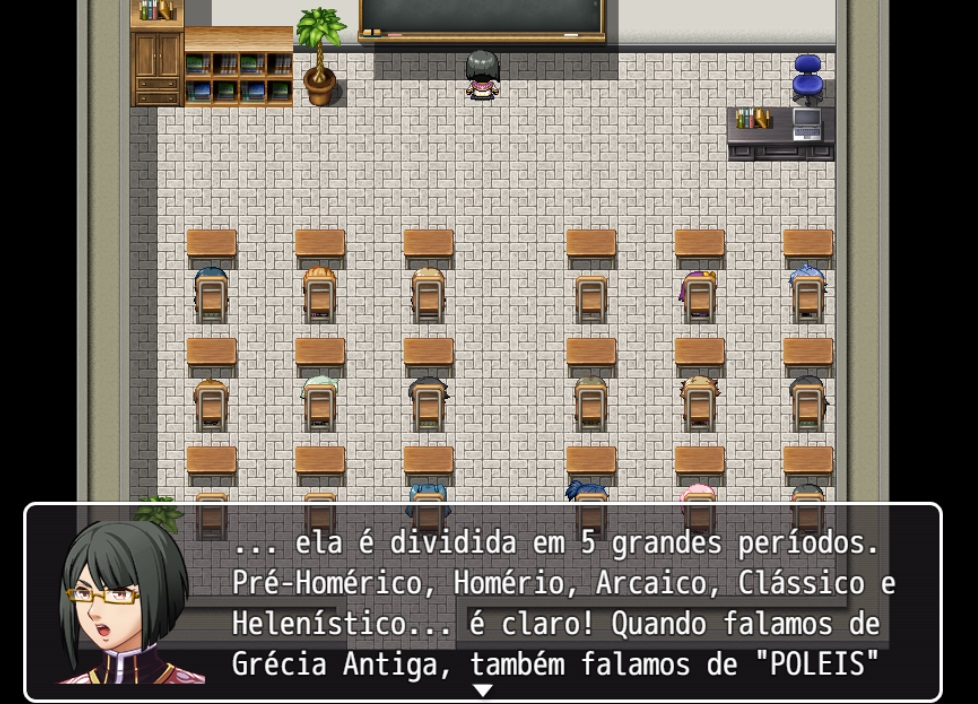 ... ela é dividida em 5 grandes períodos.
Pré-Homérico, Homério, Arcaico, Clássico e
Helenístico... é claro! Quando falamos de
Grécia Antiga, também falamos de "POLEIS"